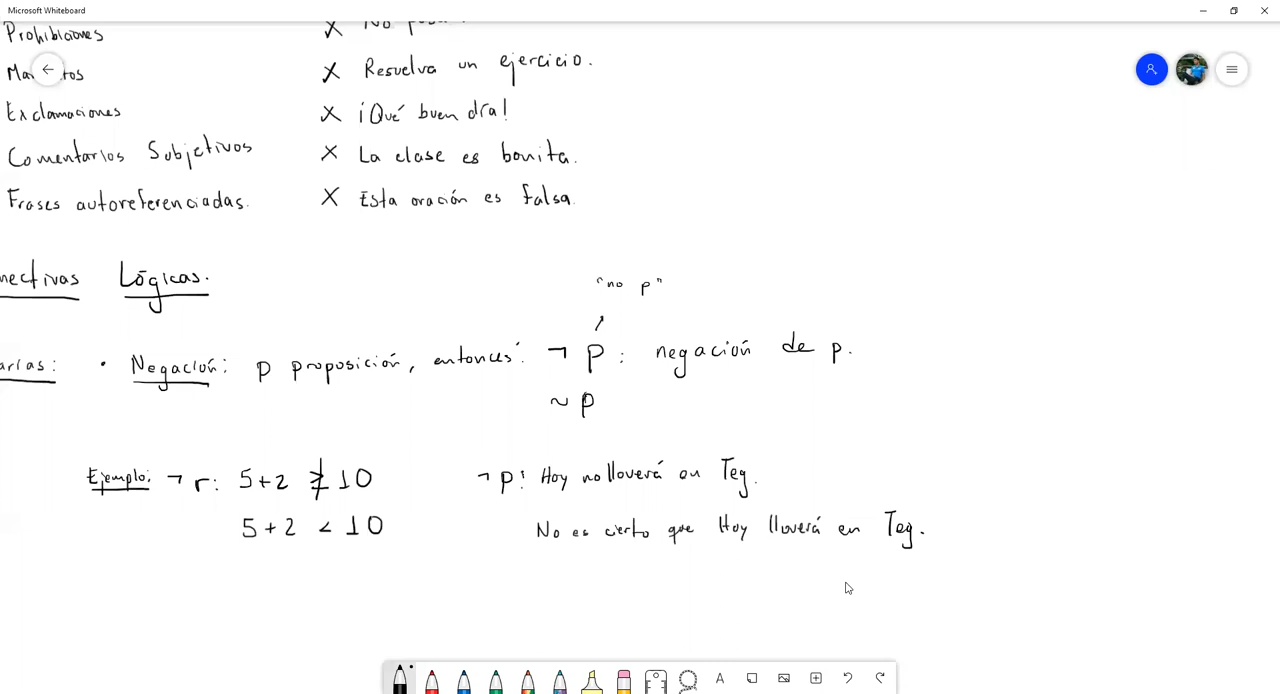 Microsoft Whiteboard
Prohibiciones X No
X Resuelva un ejercicio.
Exclamaciones X ¡Qué buen día!
Comentarios Subjetivos X La clase es bonita.
Frases autoreferenciadas. X Esta oración es falsa.
nectivas Lógicas.
"no p"
arias: • Negación: p proposición, entonces: ¬ p : negación de p.
~ p
Ejemplo: ¬ r: 5+2 ≱ 10 ¬ p: Hoy no lloverá en Teg.
5+2 < 10 No es cierto que Hoy lloverá en Teg.
A